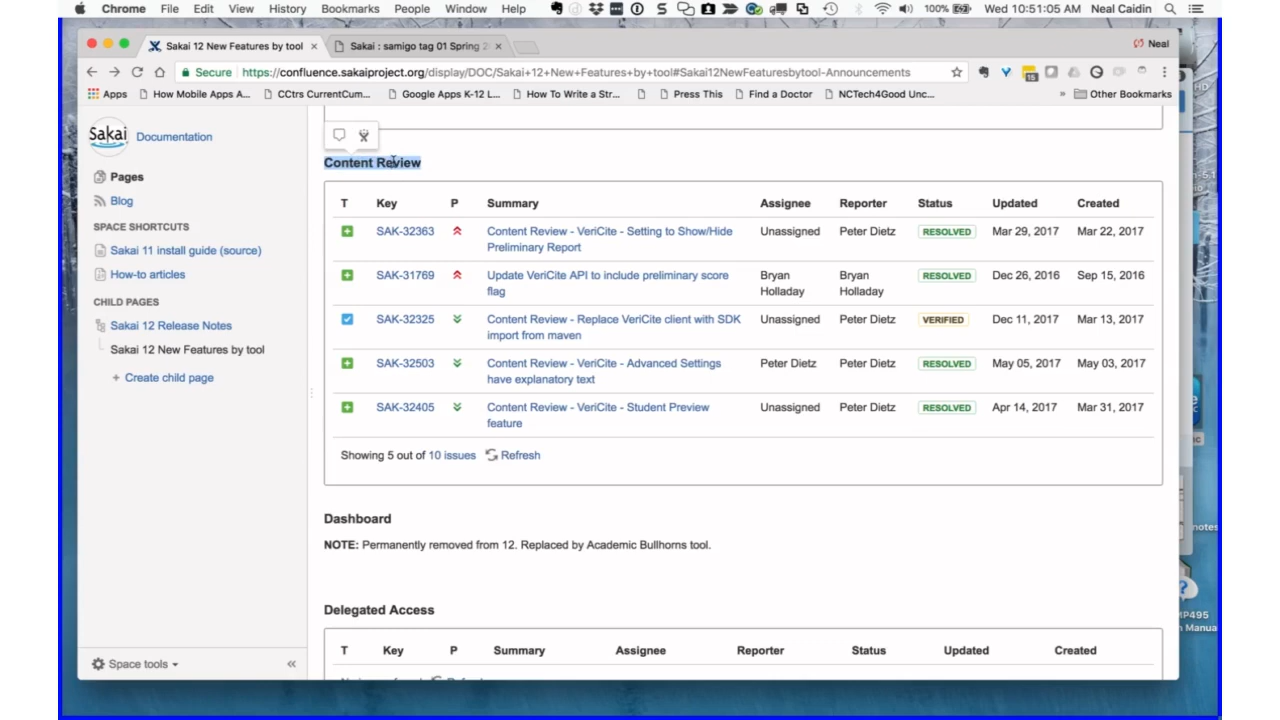 Chrome File Edit View History Bookmarks People Window Help 100% Wed 10:51:05 AM Neal Caidin
Sakai 12 New Features by tool × Sakai : samigo tag 01 Spring 2 × Neal
Secure https://confluence.sakaiproject.org/display/DOC/Sakai+12+New+Features+by+tool#Sakai12NewFeaturesbytool-Announcements
Apps How Mobile Apps A... CCtrs CurrentCum... Google Apps K-12 L... How To Write a Str... Press This Find a Doctor NCTech4Good Unc... » Other Bookmarks
Sakai Documentation
Pages
Blog
SPACE SHORTCUTS
Sakai 11 install guide (source)
How-to articles
CHILD PAGES
Sakai 12 Release Notes
Sakai 12 New Features by tool
+ Create child page
Space tools
Content Review
T Key P Summary Assignee Reporter Status Updated Created
SAK-32363 Content Review - VeriCite - Setting to Show/Hide Unassigned Peter Dietz RESOLVED Mar 29, 2017 Mar 22, 2017
Preliminary Report
SAK-31769 Update VeriCite API to include preliminary score Bryan Bryan RESOLVED Dec 26, 2016 Sep 15, 2016
flag Holladay Holladay
SAK-32325 Content Review - Replace VeriCite client with SDK Unassigned Peter Dietz VERIFIED Dec 11, 2017 Mar 13, 2017
import from maven
SAK-32503 Content Review - VeriCite - Advanced Settings Peter Dietz Peter Dietz RESOLVED May 05, 2017 May 03, 2017
have explanatory text
SAK-32405 Content Review - VeriCite - Student Preview Unassigned Peter Dietz RESOLVED Apr 14, 2017 Mar 31, 2017
feature
Showing 5 out of 10 issues Refresh
Dashboard
NOTE: Permanently removed from 12. Replaced by Academic Bullhorns tool.
Delegated Access
T Key P Summary Assignee Reporter Status Updated Created
notes
MP495
Manual